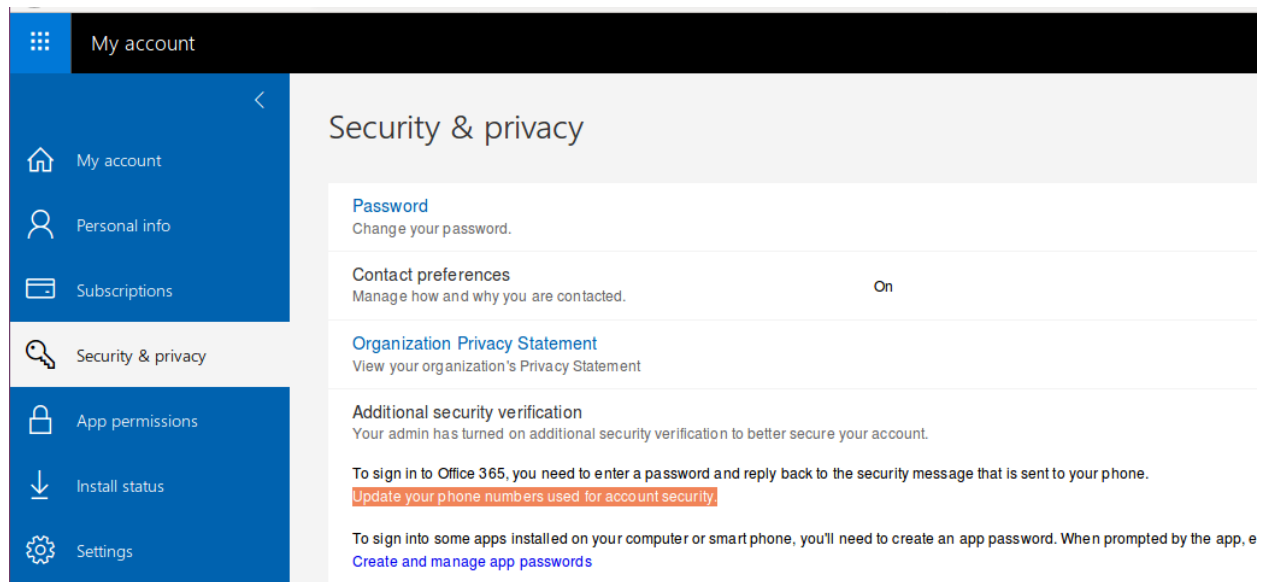 My account
My account
Personal info
Subscriptions
Security & privacy
App permissions
Install status
Settings
Security & privacy
Password
Change your password.
Contact preferences
Manage how and why you are contacted.
On
Organization Privacy Statement
View your organization's Privacy Statement
Additional security verification
Your admin has turned on additional security verification to better secure your account.
To sign in to Office 365, you need to enter a password and reply back to the security message that is sent to your phone.
Update your phone numbers used for account security.
To sign into some apps installed on your computer or smart phone, you'll need to create an app password. When prompted by the app, e
Create and manage app passwords